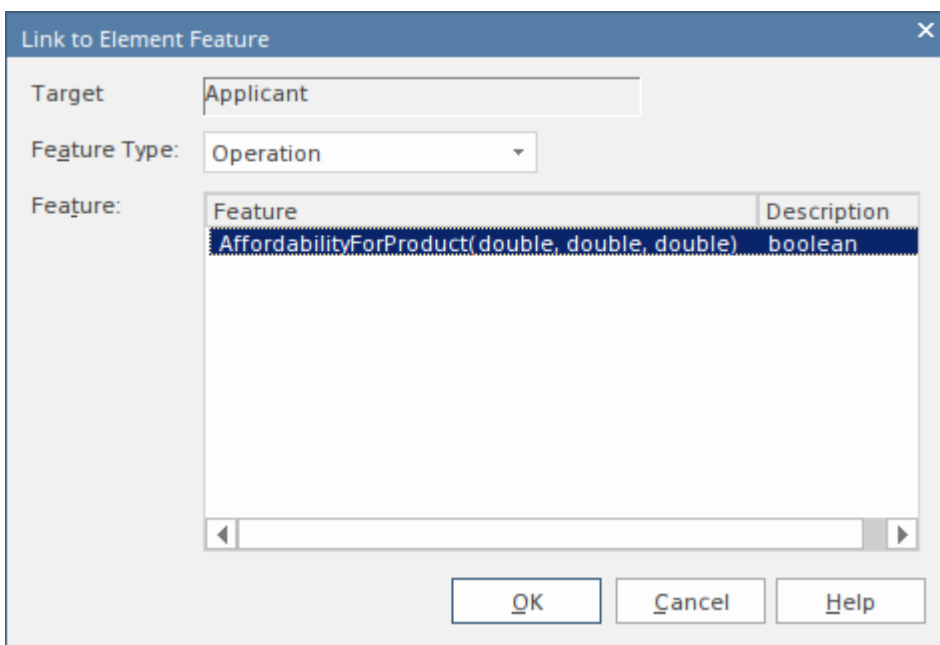 Link to Element Feature
Target Applicant
Feature Type: Operation
Feature:
Feature Description
AffordabilityForProduct(double, double, double) boolean
OK Cancel Help